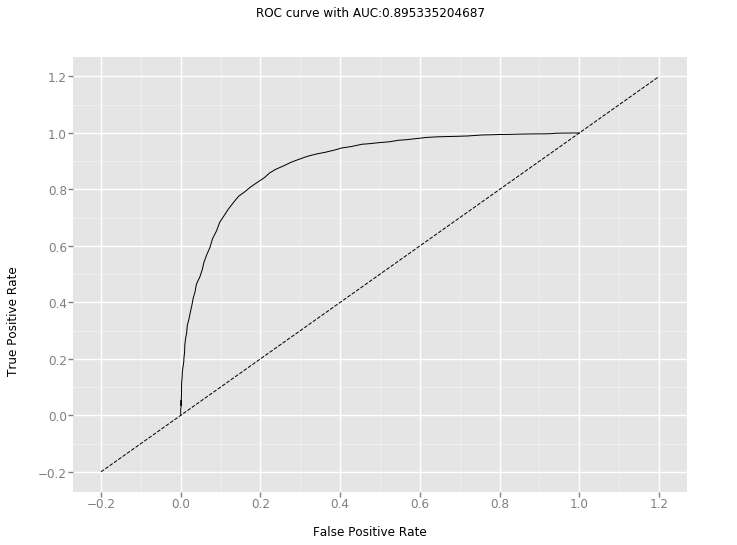 ROC curve with AUC:0.895335204687
1.2
1.0
0.8
0.6
0.4
0.2
0.0
−0.2
True Positive Rate
−0.2 0.0 0.2 0.4 0.6 0.8 1.0 1.2
False Positive Rate